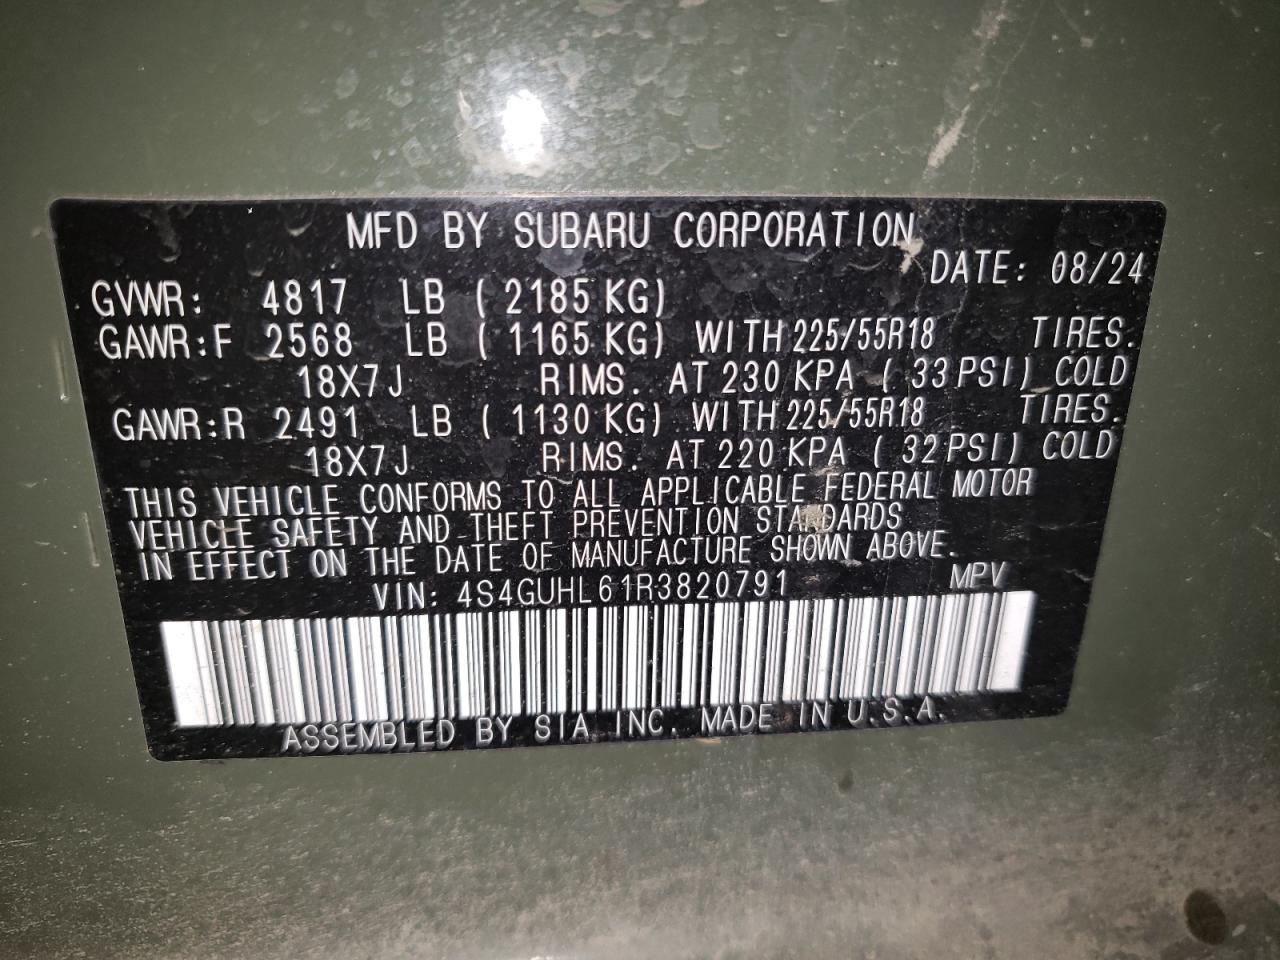 MFD BY SUBARU CORPORATION
DATE: 08/24
GVWR: 4817 LB ( 2185 KG)
GAWR:F 2568 LB ( 1165 KG) WITH 225/55R18 TIRES.
18X7J RIMS. AT 230 KPA ( 33 PSI) COLD
GAWR:R 2491 LB ( 1130 KG) WITH 225/55R18 TIRES.
18X7J RIMS. AT 220 KPA ( 32 PSI) COLD
THIS VEHICLE CONFORMS TO ALL APPLICABLE FEDERAL MOTOR
VEHICLE SAFETY AND THEFT PREVENTION STANDARDS
IN EFFECT ON THE DATE OF MANUFACTURE SHOWN ABOVE.
VIN: 4S4GUHL61R3820791 MPV
ASSEMBLED BY SIA INC. MADE IN U.S.A.